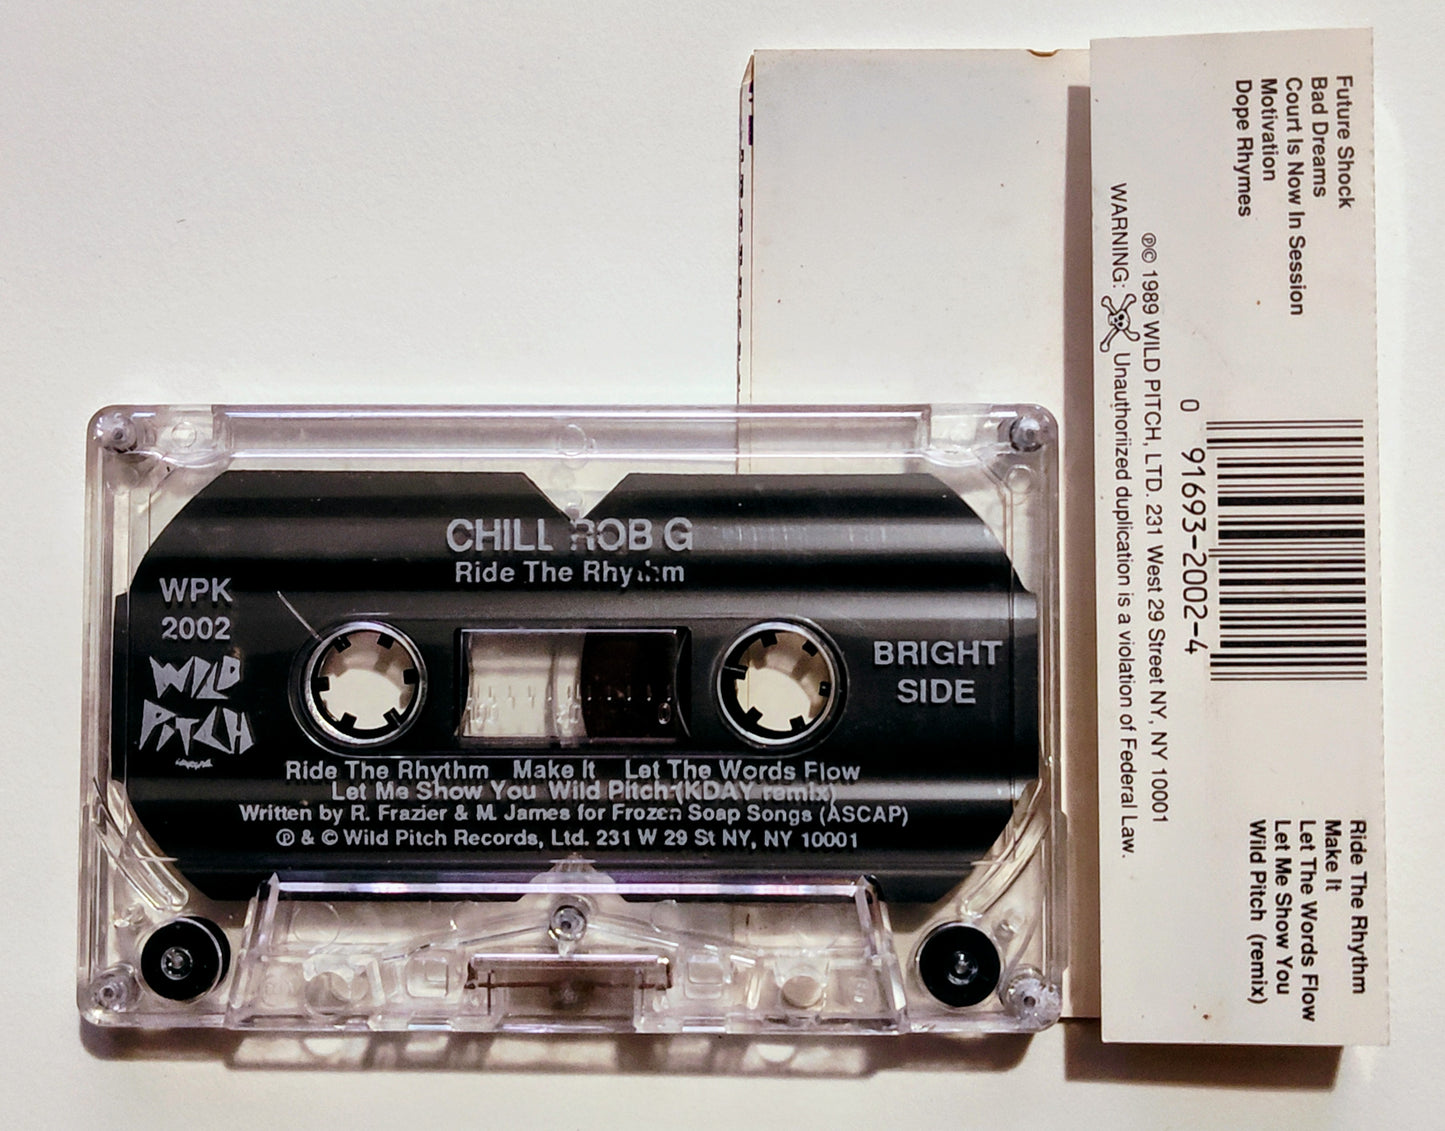 CHILL ROB G
Ride The Rhythm
WPK
2002
WILD
PITCH
BRIGHT
SIDE
Ride The Rhythm Make It Let The Words Flow
Let Me Show You Wild Pitch (KDAY remix)
Written by R. Frazier & M. James for Frozen Soap Songs (ASCAP)
℗ & © Wild Pitch Records, Ltd. 231 W 29 St NY, NY 10001
Future Shock
Bad Dreams
Court Is Now In Session
Motivation
Dope Rhymes
0 91693-2002-4
Ride The Rhythm
Make It
Let The Words Flow
Let Me Show You
Wild Pitch (remix)
℗© 1989 WILD PITCH, LTD. 231 West 29 Street NY, NY 10001
WARNING: Unauthoriized duplication is a violation of Federal Law.